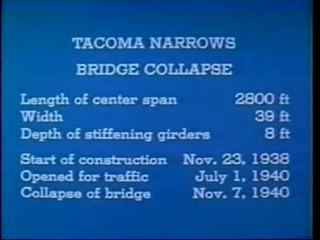 TACOMA NARROWS
BRIDGE COLLAPSE
Length of center span 2800 ft
Width 39 ft
Depth of stiffening girders 8 ft
Start of construction Nov. 23, 1938
Opened for traffic July 1, 1940
Collapse of bridge Nov. 7, 1940